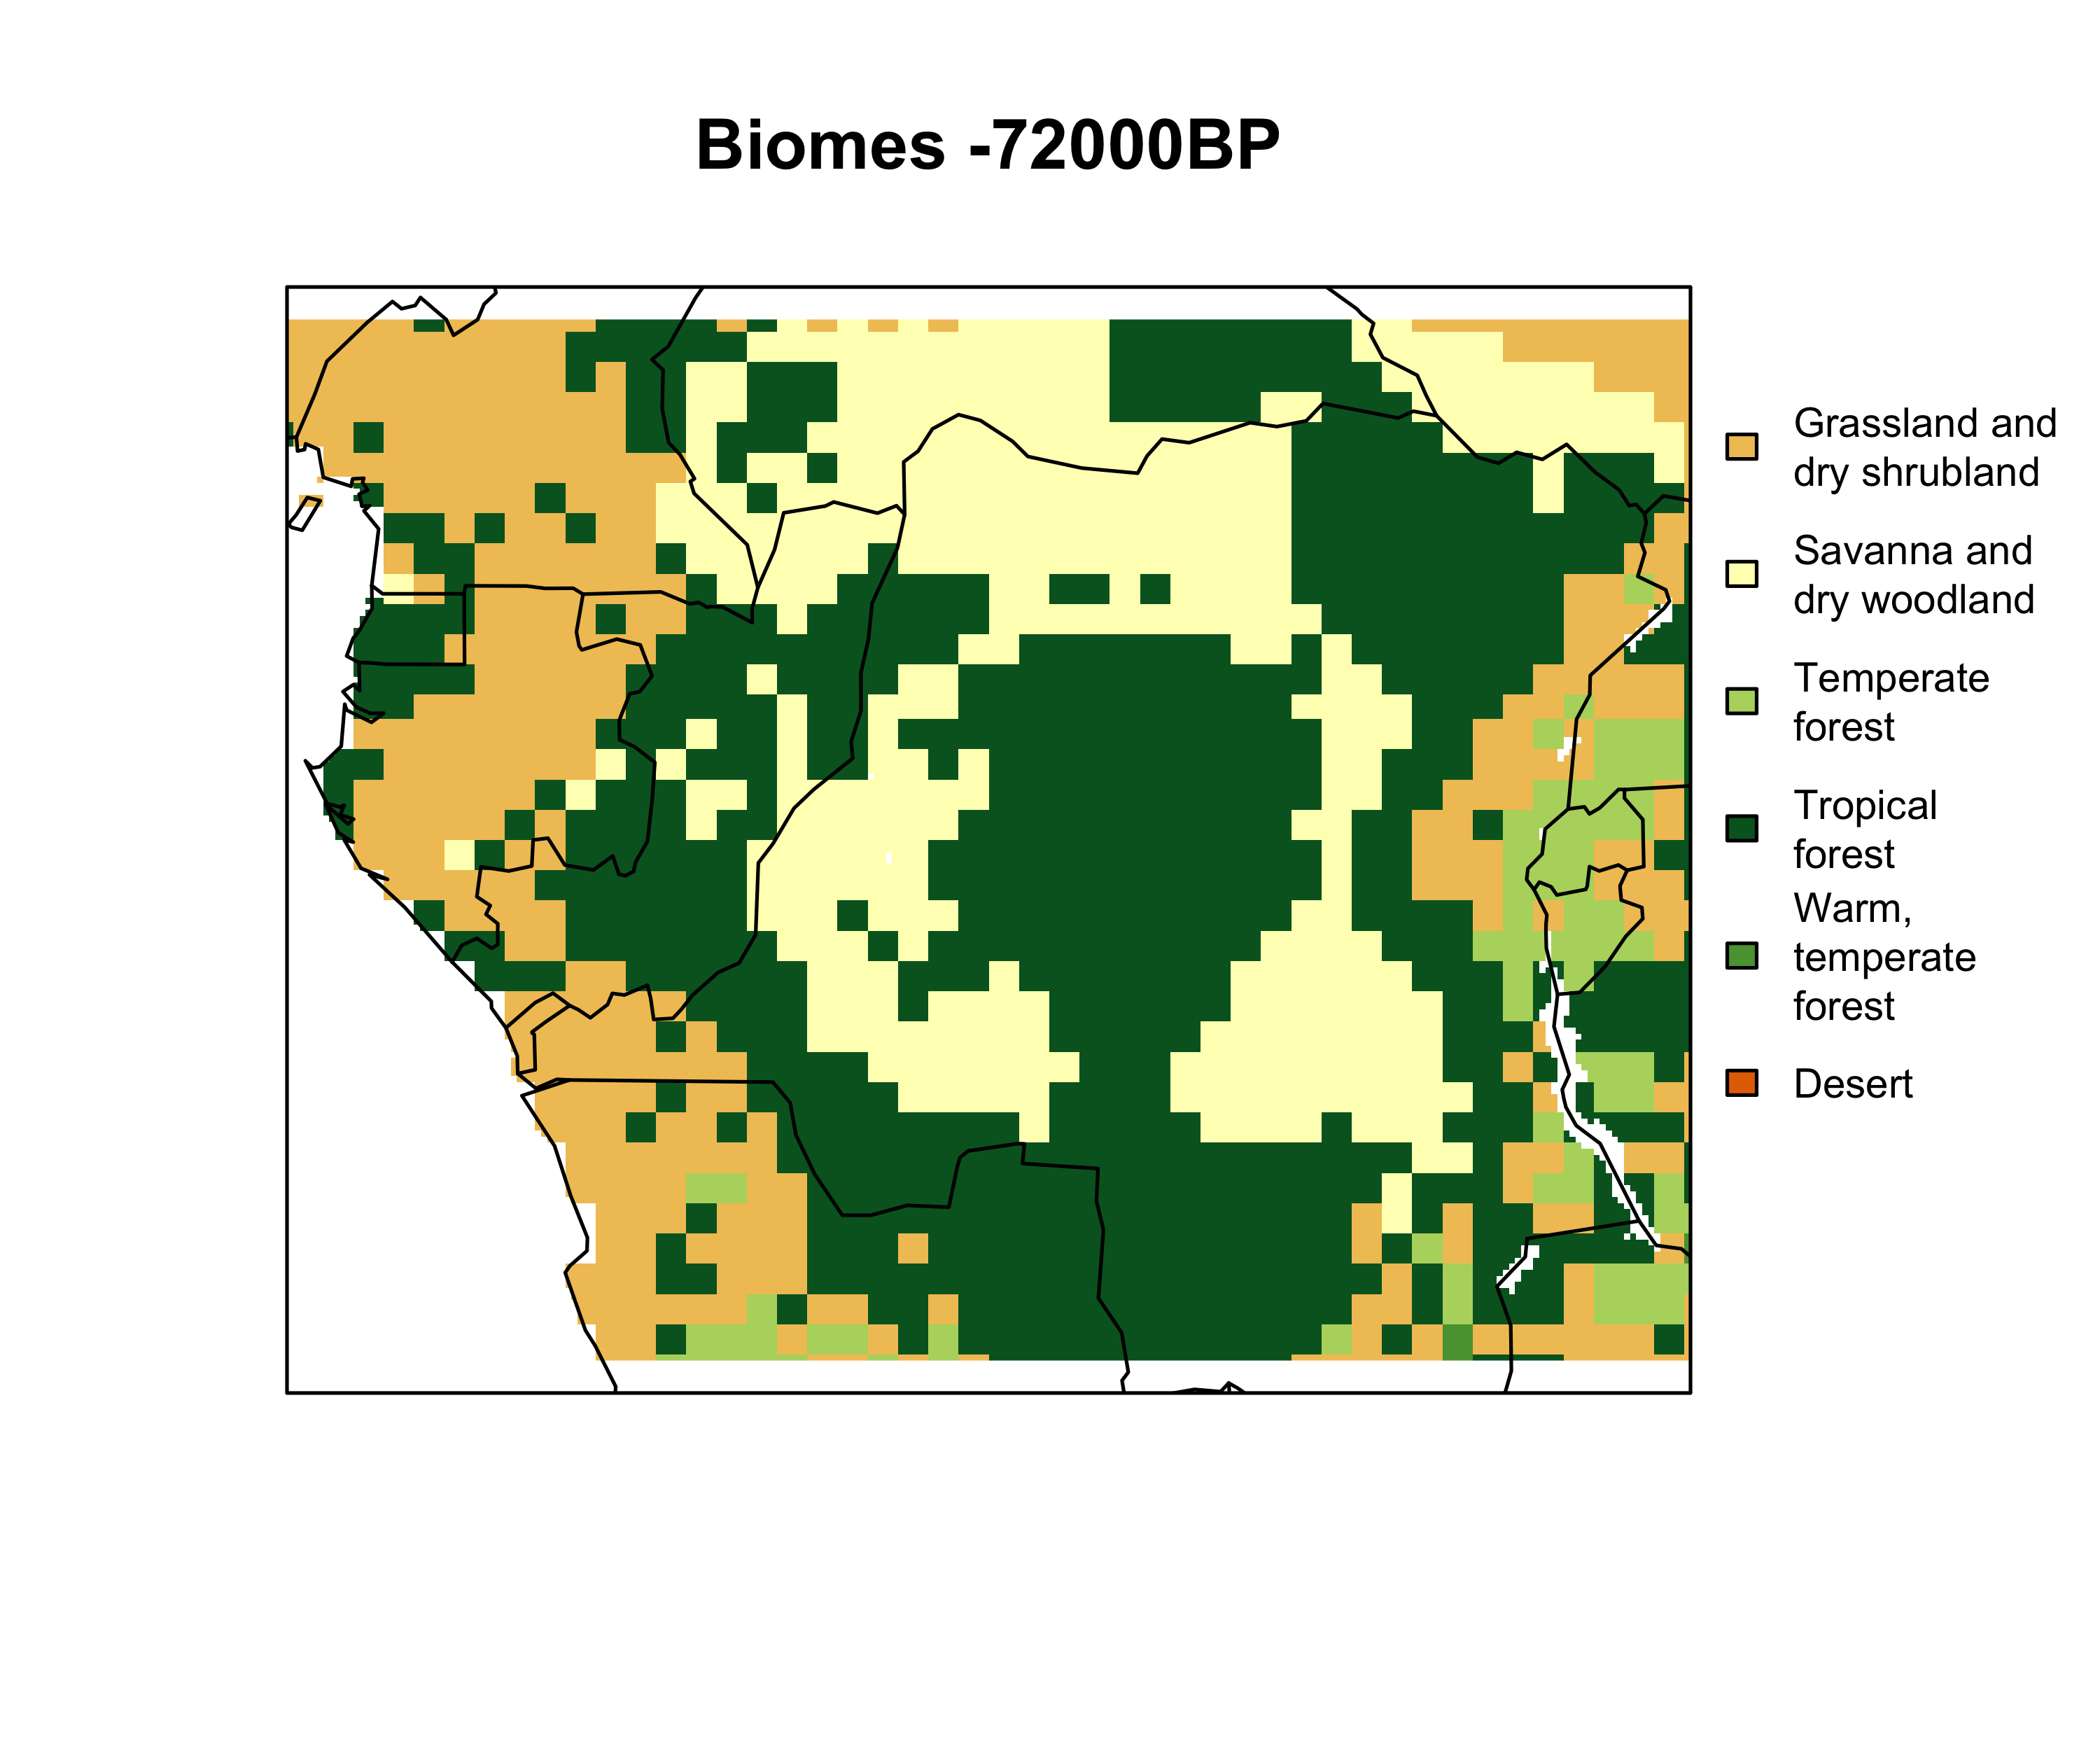 Biomes -72000BP
Grassland and
dry shrubland
Savanna and
dry woodland
Temperate
forest
Tropical
forest
Warm,
temperate
forest
Desert